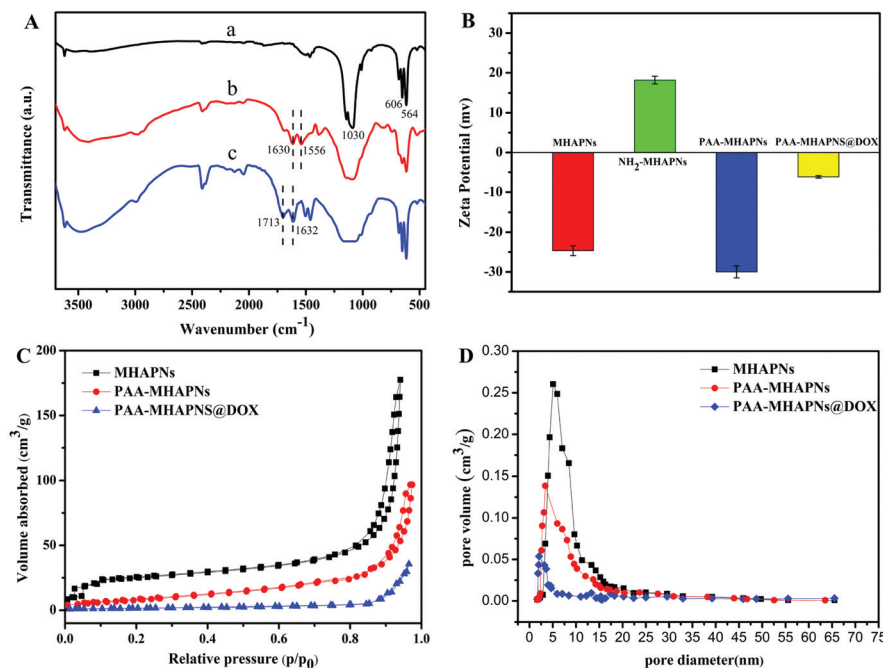 A
a
b
c
606
564
1030
1630
1556
1713
1632
Transmittance (a.u.)
3500 3000 2500 2000 1500 1000 500
Wavenumber (cm-1)
B
Zeta Potential (mv)
30
20
10
0
-10
-20
-30
MHAPNs
NH2-MHAPNs
PAA-MHAPNs
PAA-MHAPNS@DOX
C
200
150
100
50
0
Volume absorbed (cm3/g)
MHAPNs
PAA-MHAPNs
PAA-MHAPNS@DOX
0.0 0.2 0.4 0.6 0.8 1.0
Relative pressure (p/p0)
D
0.30
0.25
0.20
0.15
0.10
0.05
0.00
pore volume (cm3/g)
MHAPNs
PAA-MHAPNs
PAA-MHAPNs@DOX
0 5 10 15 20 25 30 35 40 45 50 55 60 65 70 75
pore diameter(nm)